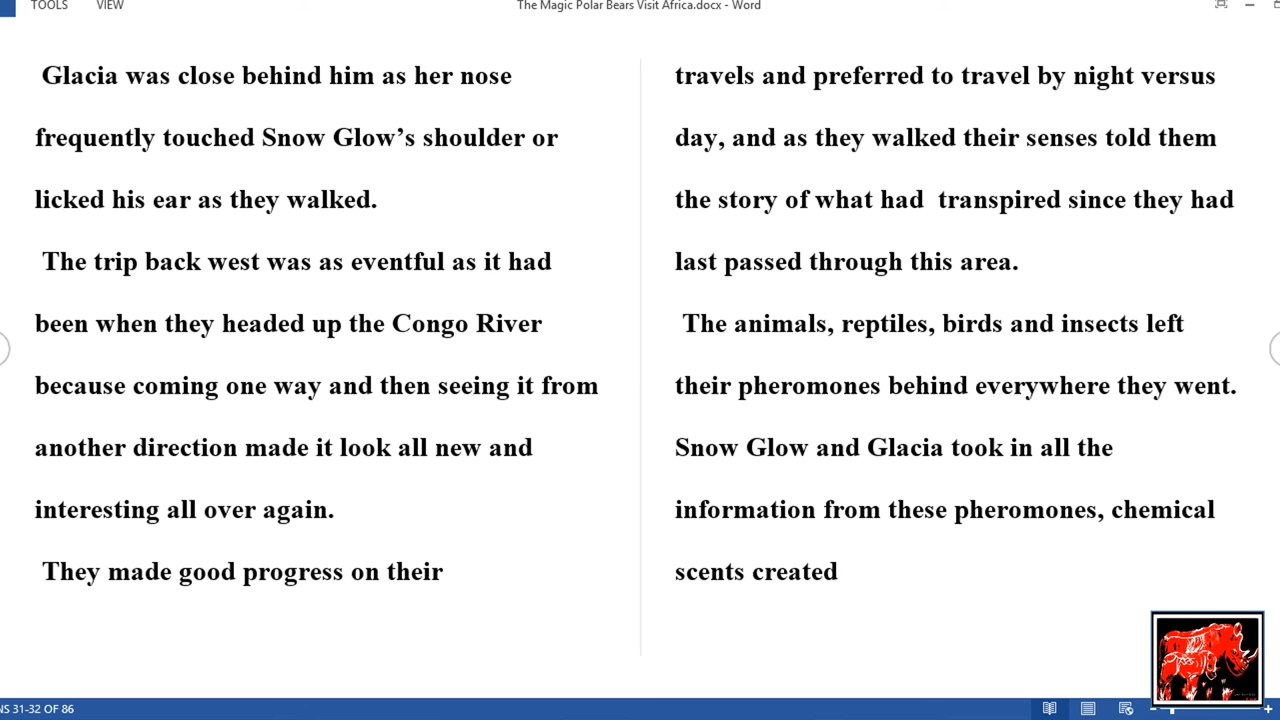 TOOLS VIEW The Magic Polar Bears Visit Africa.docx - Word
Glacia was close behind him as her nose
frequently touched Snow Glow’s shoulder or
licked his ear as they walked.
The trip back west was as eventful as it had
been when they headed up the Congo River
because coming one way and then seeing it from
another direction made it look all new and
interesting all over again.
They made good progress on their
travels and preferred to travel by night versus
day, and as they walked their senses told them
the story of what had  transpired since they had
last passed through this area.
The animals, reptiles, birds and insects left
their pheromones behind everywhere they went.
Snow Glow and Glacia took in all the
information from these pheromones, chemical
scents created
NS 31-32 OF 86